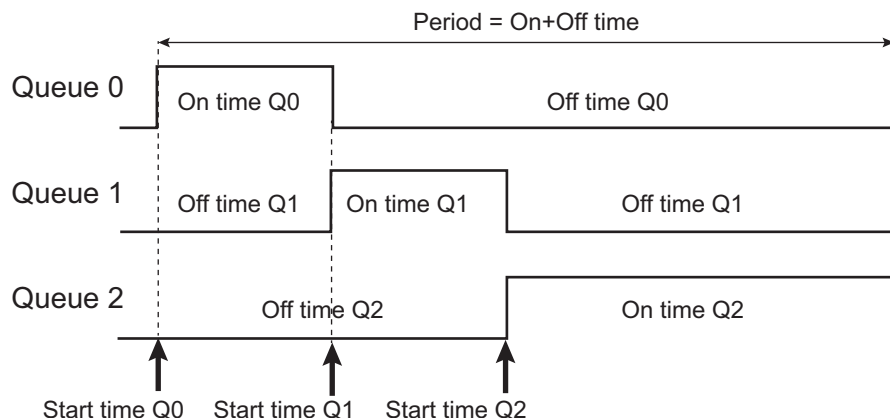 Period = On+Off time
Queue 0
On time Q0
Off time Q0
Queue 1
Off time Q1
On time Q1
Off time Q1
Queue 2
Off time Q2
On time Q2
Start time Q0
Start time Q1
Start time Q2